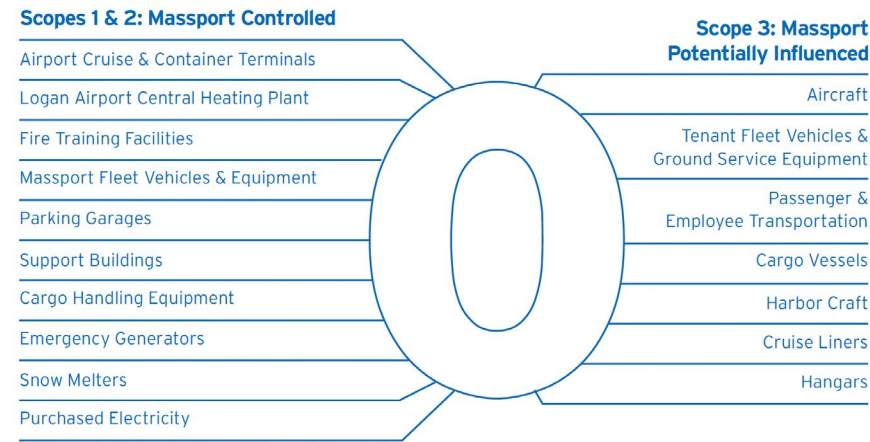 Scopes 1 & 2: Massport Controlled
Airport Cruise & Container Terminals
Logan Airport Central Heating Plant
Fire Training Facilities
Massport Fleet Vehicles & Equipment
Parking Garages
Support Buildings
Cargo Handling Equipment
Emergency Generators
Snow Melters
Purchased Electricity
0
Scope 3: Massport
Potentially Influenced
Aircraft
Tenant Fleet Vehicles &
Ground Service Equipment
Passenger &
Employee Transportation
Cargo Vessels
Harbor Craft
Cruise Liners
Hangars